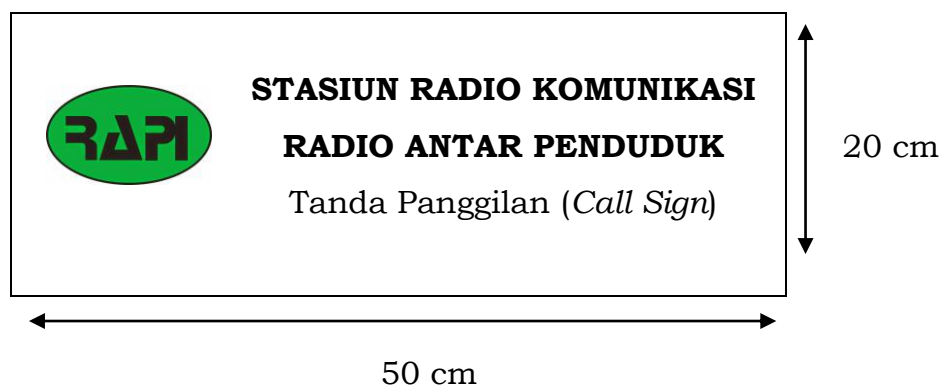 RAPI
STASIUN RADIO KOMUNIKASI
RADIO ANTAR PENDUDUK
Tanda Panggilan (Call Sign)
20 cm
50 cm